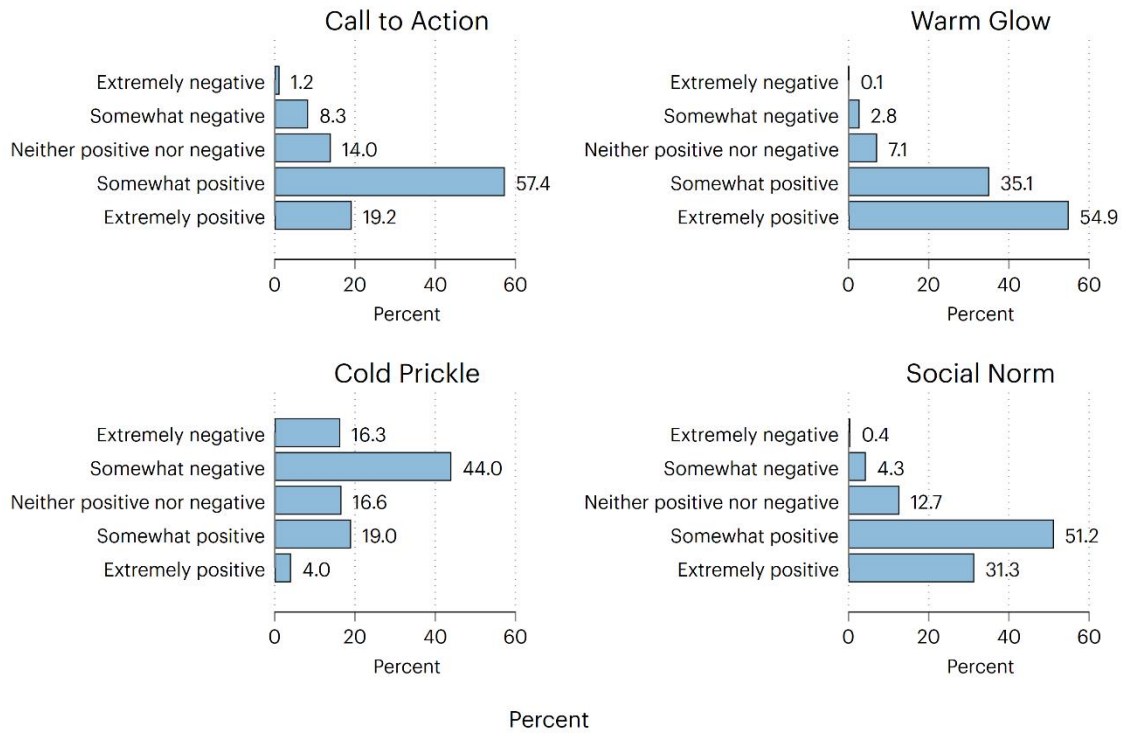 Call to Action
Extremely negative 1.2
Somewhat negative 8.3
Neither positive nor negative 14.0
Somewhat positive 57.4
Extremely positive 19.2
0 20 40 60
Percent
Warm Glow
Extremely negative 0.1
Somewhat negative 2.8
Neither positive nor negative 7.1
Somewhat positive 35.1
Extremely positive 54.9
0 20 40 60
Percent
Cold Prickle
Extremely negative 16.3
Somewhat negative 44.0
Neither positive nor negative 16.6
Somewhat positive 19.0
Extremely positive 4.0
0 20 40 60
Percent
Social Norm
Extremely negative 0.4
Somewhat negative 4.3
Neither positive nor negative 12.7
Somewhat positive 51.2
Extremely positive 31.3
0 20 40 60
Percent
Percent